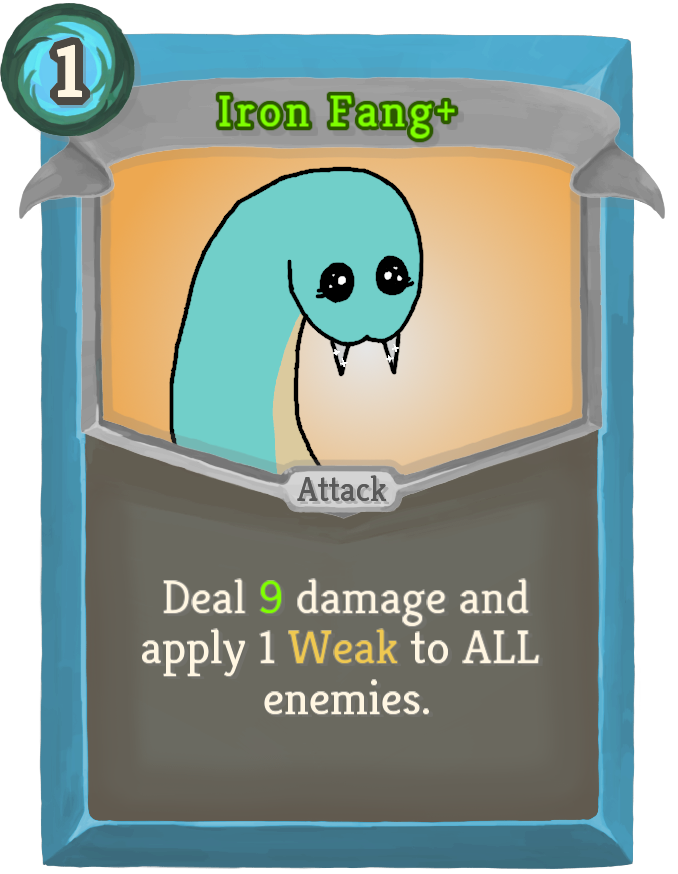 1
Iron Fang+
Attack
Deal 9 damage and
apply 1 Weak to ALL
enemies.